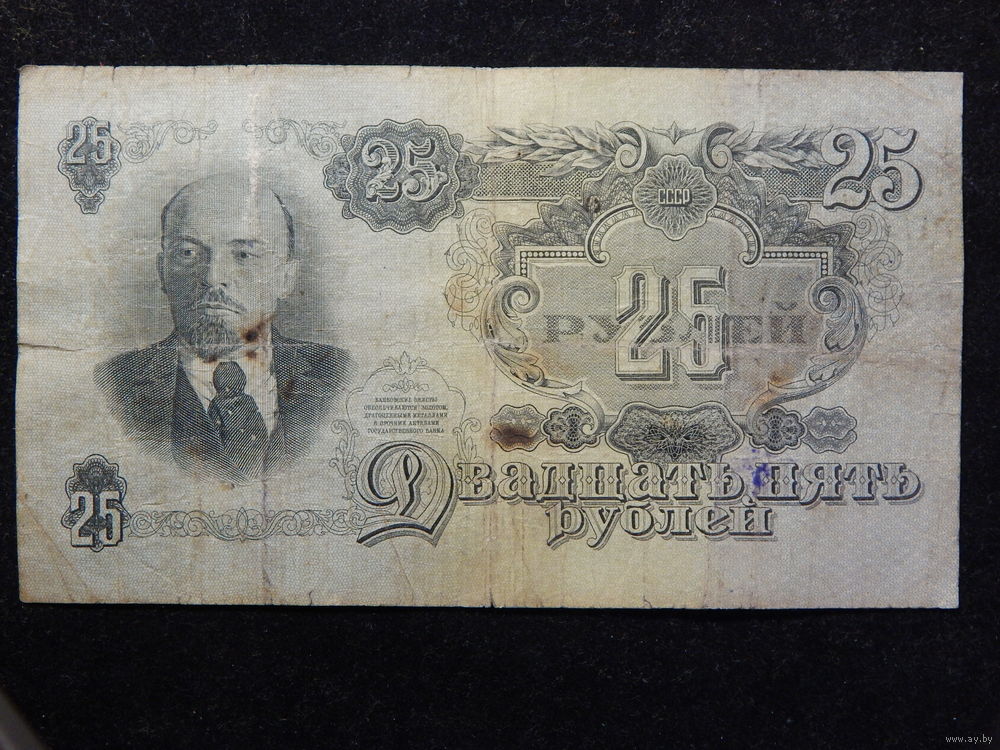 25
25
25
СССР
25
РУБЛЕЙ
БАНКОВСКИЕ БИЛЕТЫ
ОБЕСПЕЧИВАЮТСЯ ЗОЛОТОМ,
ДРАГОЦЕННЫМИ МЕТАЛЛАМИ
И ПРОЧИМИ АКТИВАМИ
ГОСУДАРСТВЕННОГО БАНКА
25
Двадцать пять
рублей
www.ay.by